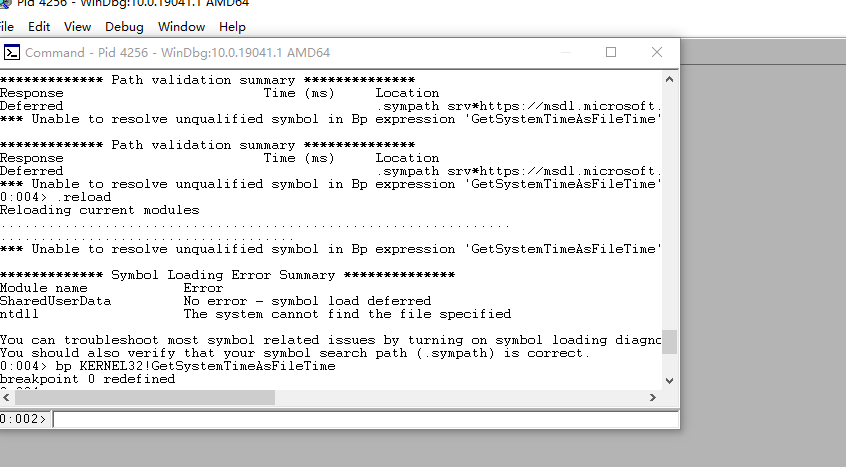 Pid 4256 - WinDbg:10.0.19041.1 AMD64
File Edit View Debug Window Help
Command - Pid 4256 - WinDbg:10.0.19041.1 AMD64
************* Path validation summary **************
Response Time (ms) Location
Deferred .sympath srv*https://msdl.microsoft.
*** Unable to resolve unqualified symbol in Bp expression 'GetSystemTimeAsFileTime'
************* Path validation summary **************
Response Time (ms) Location
Deferred .sympath srv*https://msdl.microsoft.
*** Unable to resolve unqualified symbol in Bp expression 'GetSystemTimeAsFileTime'
0:004> .reload
Reloading current modules
................................................................
.....................................
*** Unable to resolve unqualified symbol in Bp expression 'GetSystemTimeAsFileTime'
************* Symbol Loading Error Summary **************
Module name Error
SharedUserData No error - symbol load deferred
ntdll The system cannot find the file specified
You can troubleshoot most symbol related issues by turning on symbol loading diagno
You should also verify that your symbol search path (.sympath) is correct.
0:004> bp KERNEL32!GetSystemTimeAsFileTime
breakpoint 0 redefined
0:002>